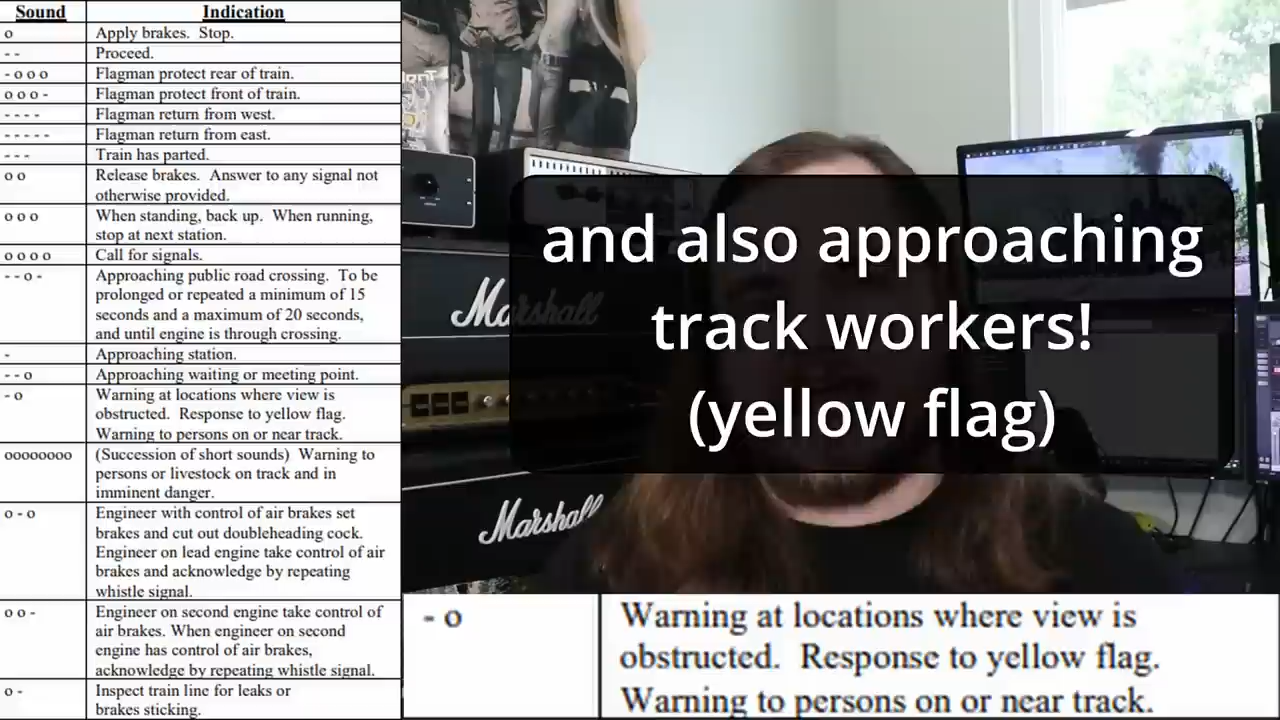 Sound Indication
o Apply brakes. Stop.
- - Proceed.
- o o o Flagman protect rear of train.
o o o - Flagman protect front of train.
- - - - Flagman return from west.
- - - - - Flagman return from east.
- - - Train has parted.
o o Release brakes. Answer to any signal not
otherwise provided.
o o o When standing, back up. When running,
stop at next station.
o o o o Call for signals.
- - o - Approaching public road crossing. To be
prolonged or repeated a minimum of 15
seconds and a maximum of 20 seconds,
and until engine is through crossing.
- Approaching station.
- - o Approaching waiting or meeting point.
- o Warning at locations where view is
obstructed. Response to yellow flag.
Warning to persons on or near track.
oooooooo (Succession of short sounds) Warning to
persons or livestock on track and in
imminent danger.
o - o Engineer with control of air brakes set
brakes and cut out doubleheading cock.
Engineer on lead engine take control of air
brakes and acknowledge by repeating
whistle signal.
o o - Engineer on second engine take control of
air brakes. When engineer on second
engine has control of air brakes,
acknowledge by repeating whistle signal.
o - Inspect train line for leaks or
brakes sticking.
and also approaching
track workers!
(yellow flag)
Marshall
Marshall
- o Warning at locations where view is
obstructed. Response to yellow flag.
Warning to persons on or near track.